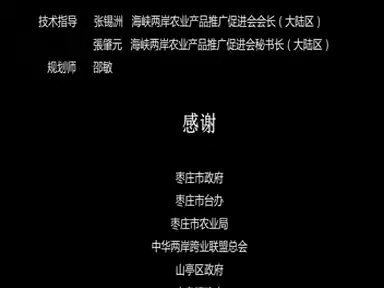 技术指导 张锡洲 海峡两岸农业产品推广促进会会长（大陆区）
張肇元 海峡两岸农业产品推广促进会秘书长（大陆区）
规划师 邵敏
感谢
枣庄市政府
枣庄市台办
枣庄市农业局
中华两岸跨业联盟总会
山亭区政府